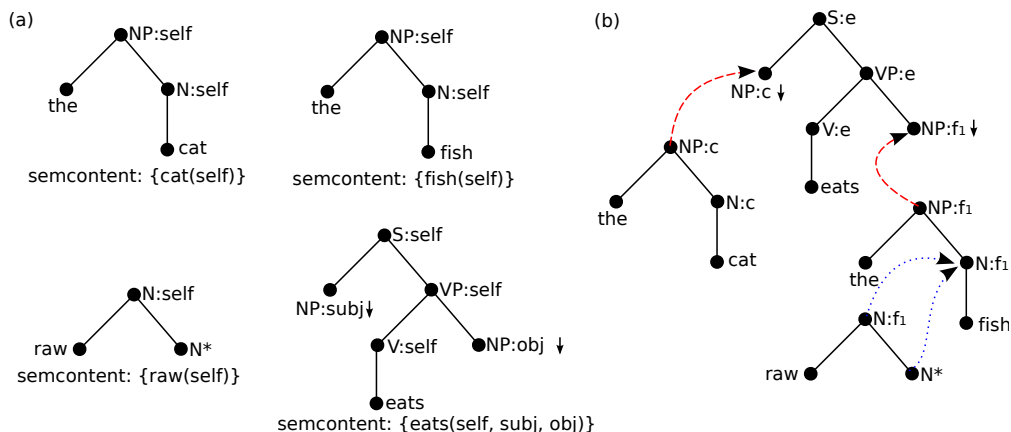 (a)
NP:self
the
N:self
cat
semcontent: {cat(self)}
NP:self
the
N:self
fish
semcontent: {fish(self)}
N:self
raw
N*
semcontent: {raw(self)}
S:self
NP:subj↓
VP:self
V:self
NP:obj ↓
eats
semcontent: {eats(self, subj, obj)}
(b)
S:e
NP:c ↓
VP:e
V:e
NP:f₁↓
eats
NP:c
the
N:c
cat
NP:f₁
the
N:f₁
fish
N:f₁
raw
N*